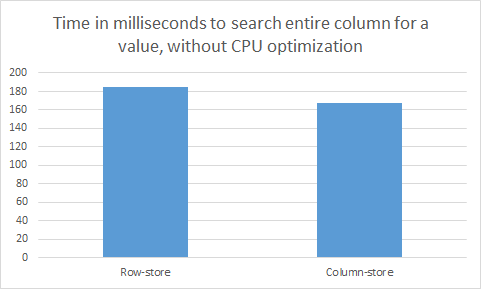 Time in milliseconds to search entire column for a
value, without CPU optimization
200
180
160
140
120
100
80
60
40
20
0
Row-store
Column-store